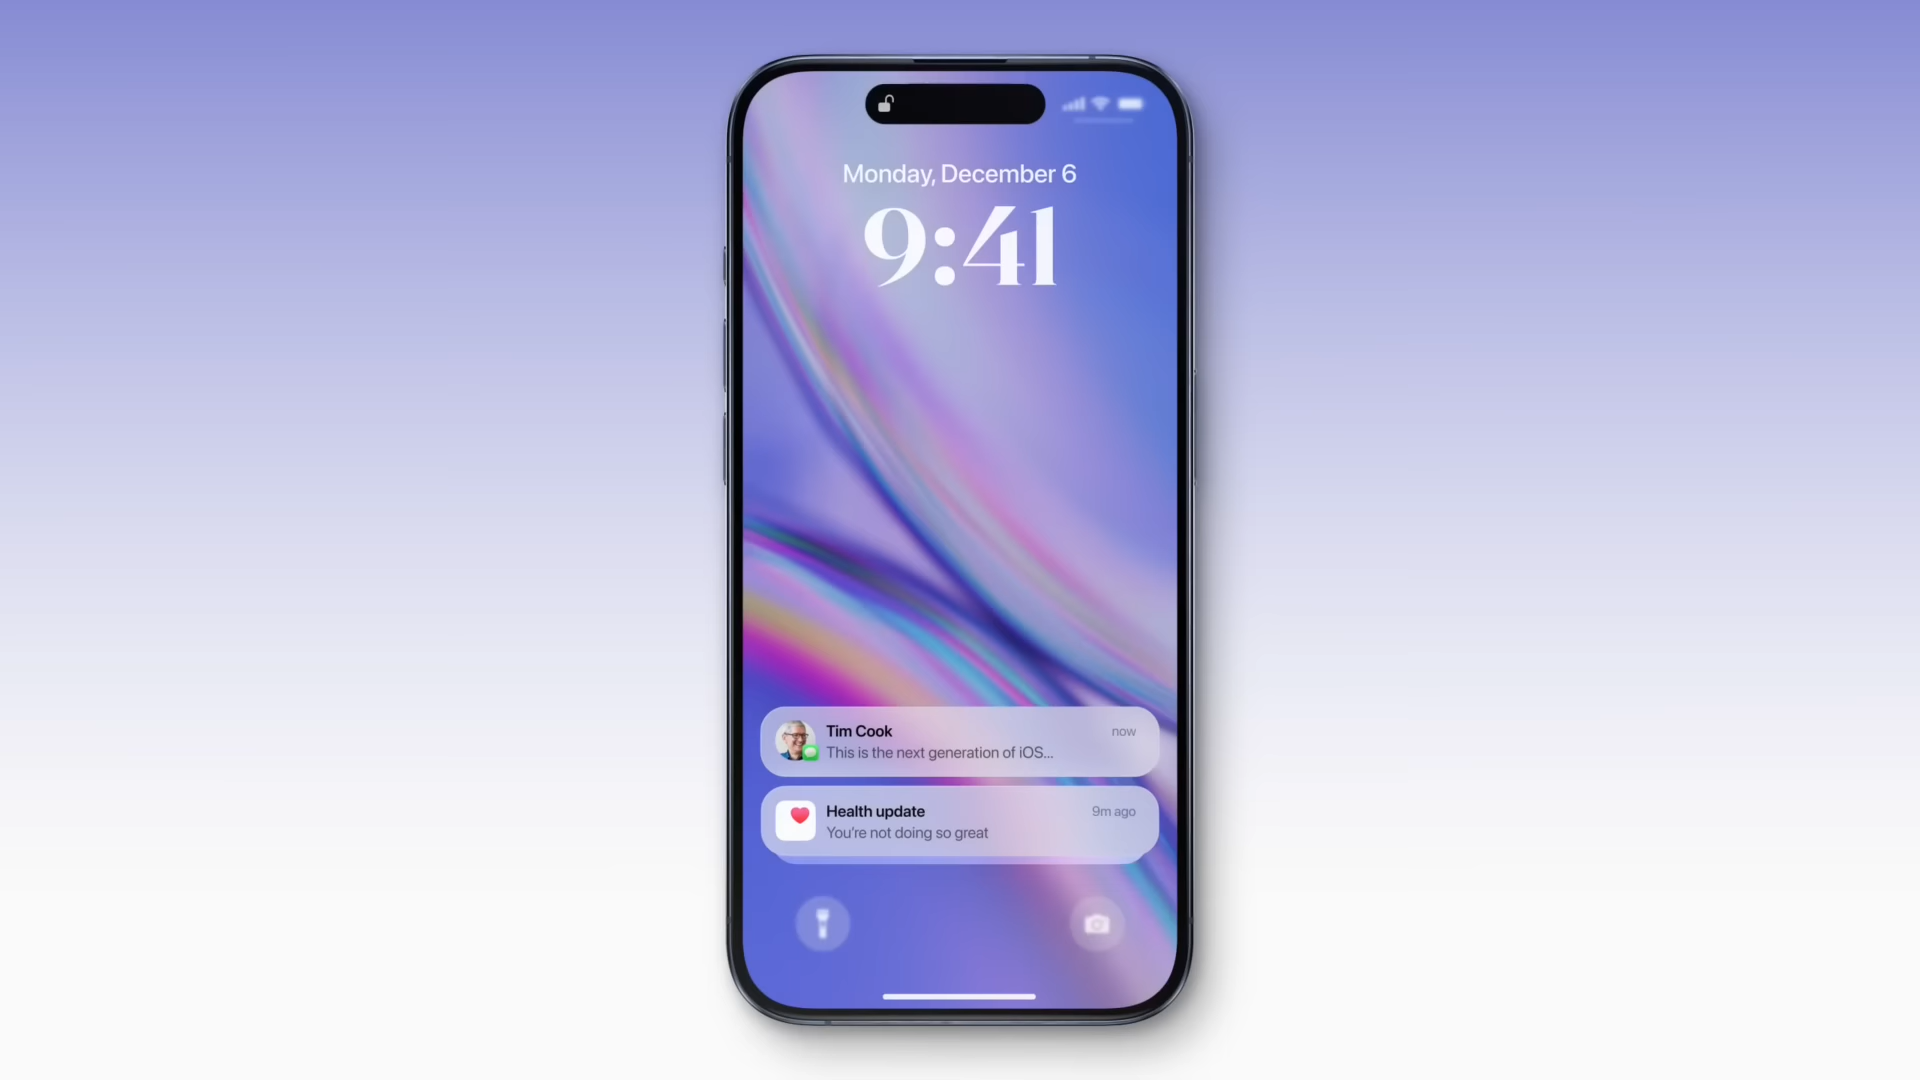 Monday, December 6
9:41
Tim Cook
now
This is the next generation of iOS...
Health update
9m ago
You're not doing so great